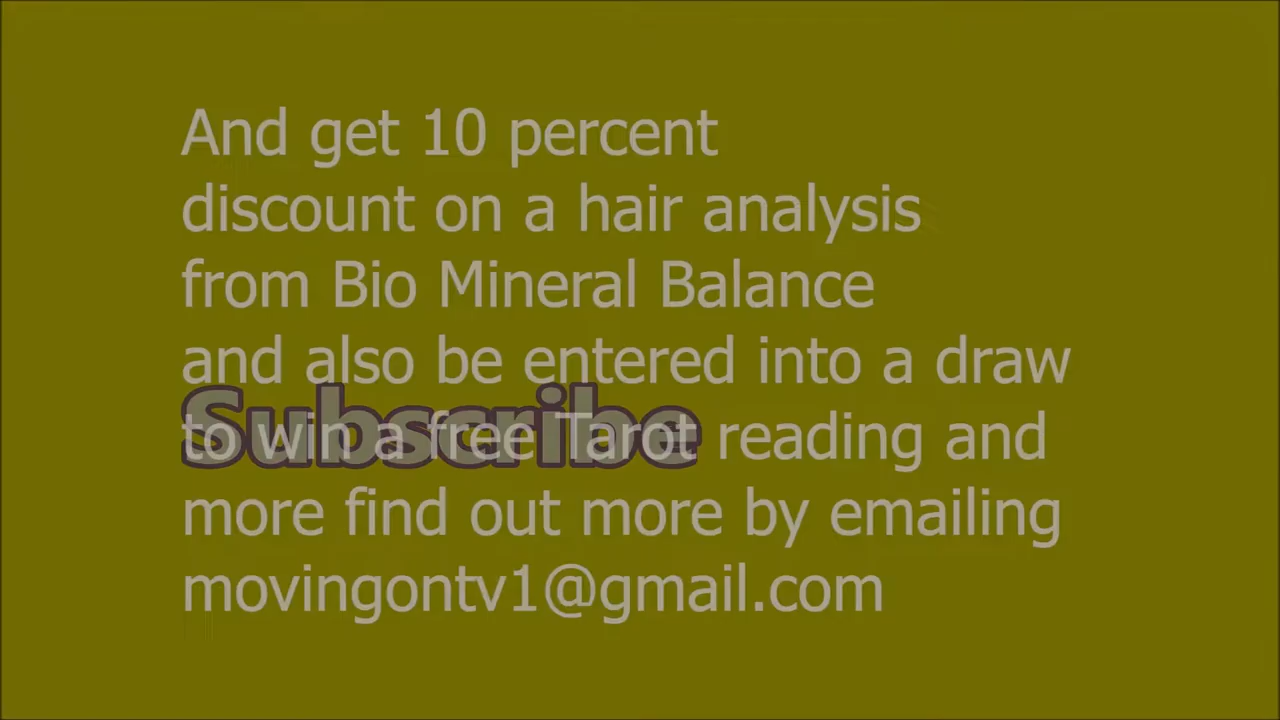 And get 10 percent
discount on a hair analysis
from Bio Mineral Balance
and also be entered into a draw
Subscribe
to win a free Tarot reading and
more find out more by emailing
movingontv1@gmail.com